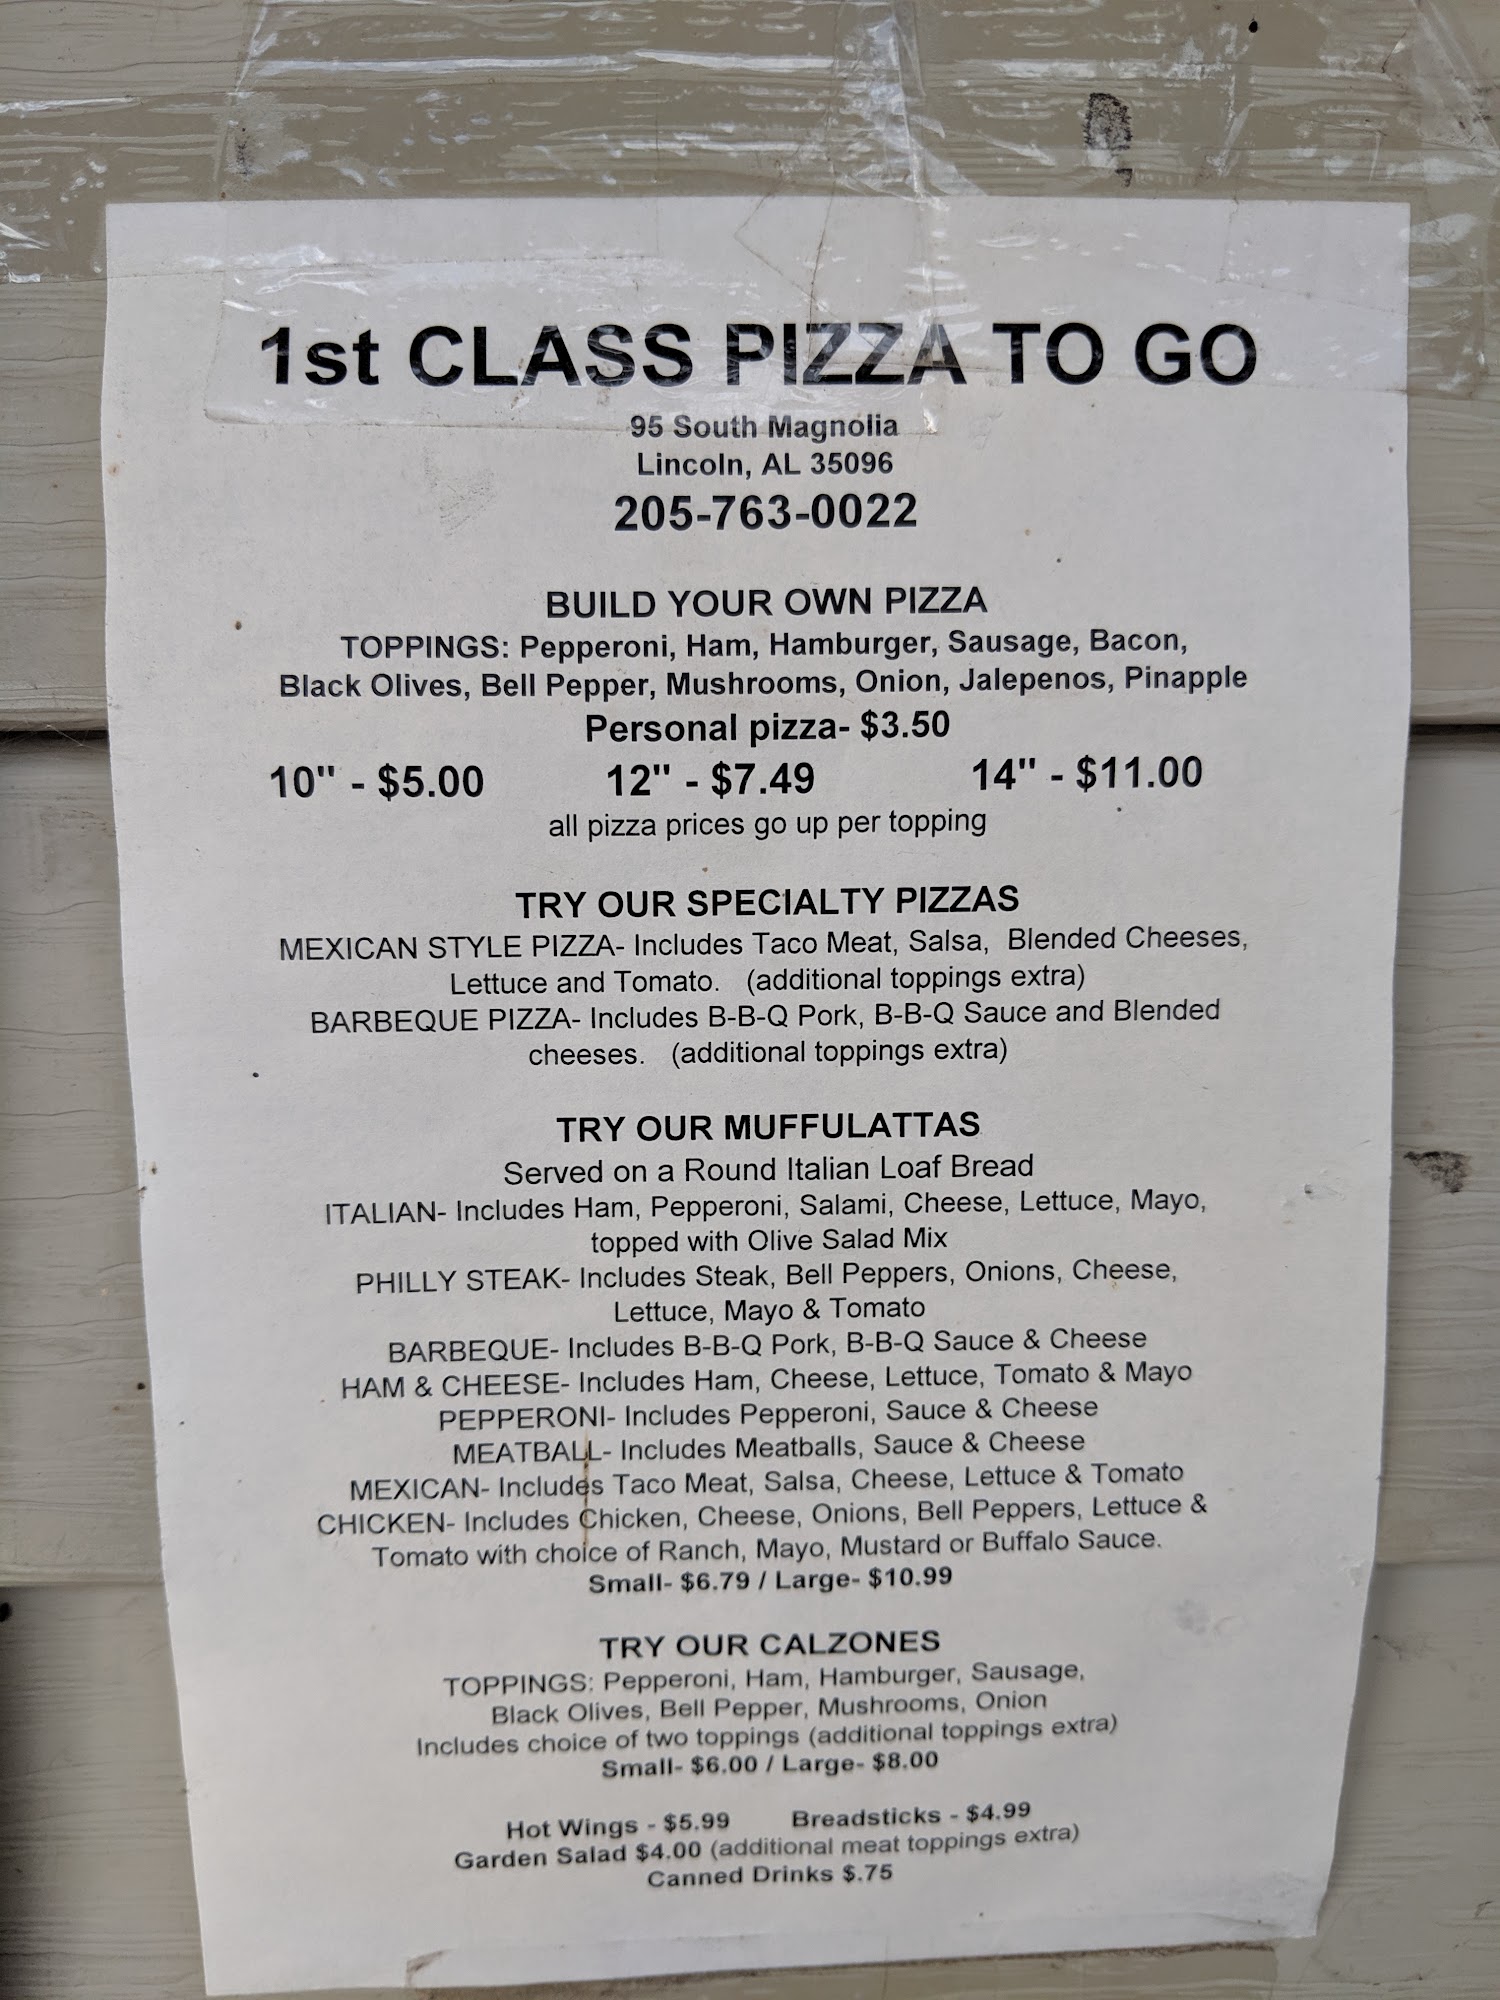 1st CLASS PIZZA TO GO
95 South Magnolia
Lincoln, AL 35096
205-763-0022
BUILD YOUR OWN PIZZA
TOPPINGS: Pepperoni, Ham, Hamburger, Sausage, Bacon,
Black Olives, Bell Pepper, Mushrooms, Onion, Jalepenos, Pinapple
Personal pizza- $3.50
10" - $5.00 12" - $7.49 14" - $11.00
all pizza prices go up per topping
TRY OUR SPECIALTY PIZZAS
MEXICAN STYLE PIZZA- Includes Taco Meat, Salsa, Blended Cheeses,
Lettuce and Tomato. (additional toppings extra)
BARBEQUE PIZZA- Includes B-B-Q Pork, B-B-Q Sauce and Blended
cheeses. (additional toppings extra)
TRY OUR MUFFULATTAS
Served on a Round Italian Loaf Bread
ITALIAN- Includes Ham, Pepperoni, Salami, Cheese, Lettuce, Mayo,
topped with Olive Salad Mix
PHILLY STEAK- Includes Steak, Bell Peppers, Onions, Cheese,
Lettuce, Mayo & Tomato
BARBEQUE- Includes B-B-Q Pork, B-B-Q Sauce & Cheese
HAM & CHEESE- Includes Ham, Cheese, Lettuce, Tomato & Mayo
PEPPERONI- Includes Pepperoni, Sauce & Cheese
MEATBALL- Includes Meatballs, Sauce & Cheese
MEXICAN- Includes Taco Meat, Salsa, Cheese, Lettuce & Tomato
CHICKEN- Includes Chicken, Cheese, Onions, Bell Peppers, Lettuce &
Tomato with choice of Ranch, Mayo, Mustard or Buffalo Sauce.
Small- $6.79 / Large- $10.99
TRY OUR CALZONES
TOPPINGS: Pepperoni, Ham, Hamburger, Sausage,
Black Olives, Bell Pepper, Mushrooms, Onion
Includes choice of two toppings (additional toppings extra)
Small- $6.00 / Large- $8.00
Hot Wings - $5.99 Breadsticks - $4.99
Garden Salad $4.00 (additional meat toppings extra)
Canned Drinks $.75